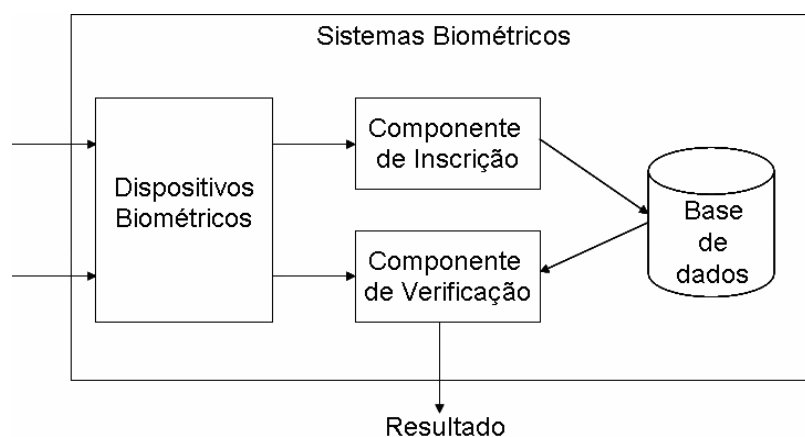 Sistemas Biométricos
Dispositivos
Biométricos
Componente
de Inscrição
Componente
de Verificação
Base
de
dados
Resultado